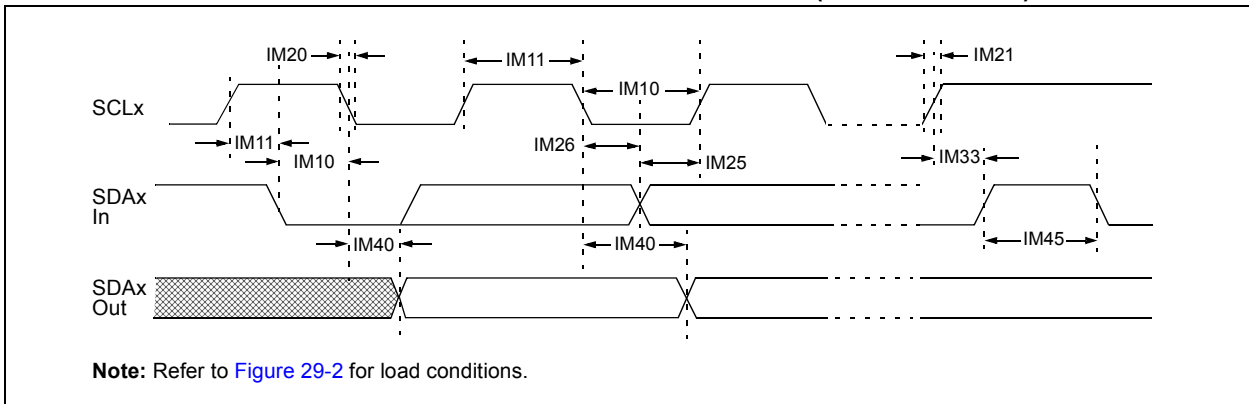 IM20
IM11
IM21
IM10
SCLx
IM11
IM26
IM10
IM25
IM33
SDAx
In
IM40
IM40
IM45
SDAx
Out
Note: Refer to Figure 29-2 for load conditions.